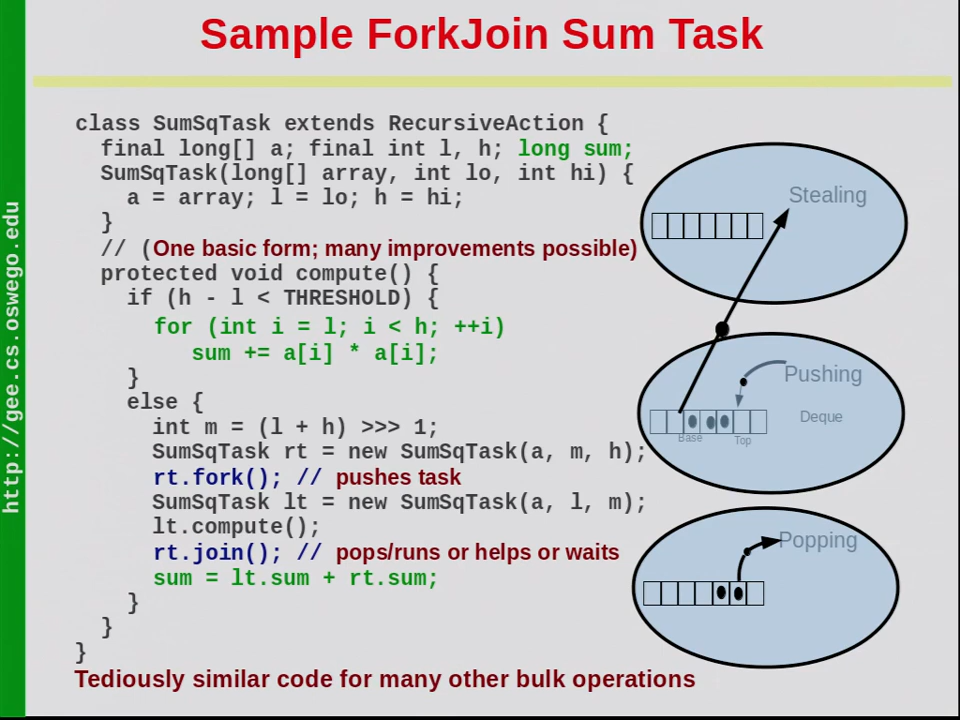 Sample ForkJoin Sum Task
http://gee.cs.oswego.edu
class SumSqTask extends RecursiveAction {
final long[] a; final int l, h; long sum;
SumSqTask(long[] array, int lo, int hi) {
a = array; l = lo; h = hi;
}
// (One basic form; many improvements possible)
protected void compute() {
if (h - l < THRESHOLD) {
for (int i = l; i < h; ++i)
sum += a[i] * a[i];
}
else {
int m = (l + h) >>> 1;
SumSqTask rt = new SumSqTask(a, m, h);
rt.fork(); // pushes task
SumSqTask lt = new SumSqTask(a, l, m);
lt.compute();
rt.join(); // pops/runs or helps or waits
sum = lt.sum + rt.sum;
}
}
}
Tediously similar code for many other bulk operations
Stealing
Pushing
Deque
Base
Top
Popping